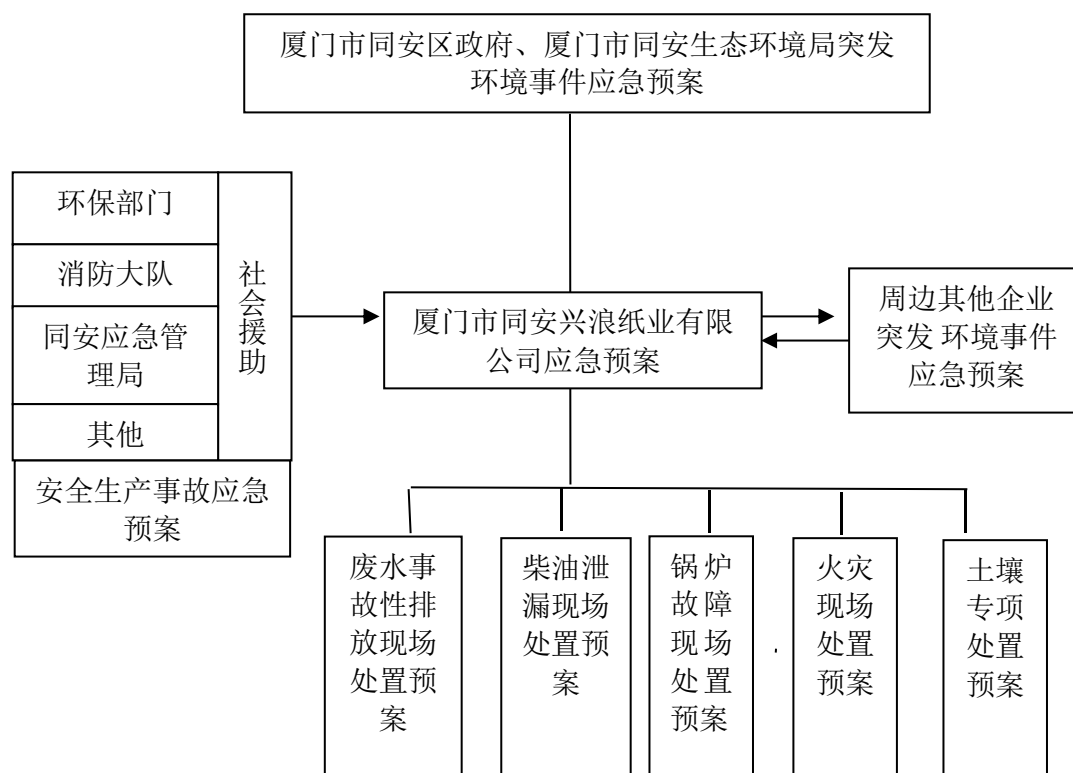 厦门市同安区政府、厦门市同安生态环境局突发
环境事件应急预案
环保部门
消防大队
同安应急管
理局
其他
社
会
援
助
安全生产事故应急
预案
厦门市同安兴浪纸业有限
公司应急预案
周边其他企业
突发 环境事件
应急预案
废水事
故性排
放现场
处置预
案
柴油泄
漏现场
处置预
案
锅 炉
故障
现 场
处置
预案
火灾
现场
处置
预案
土壤
专项
处置
预案